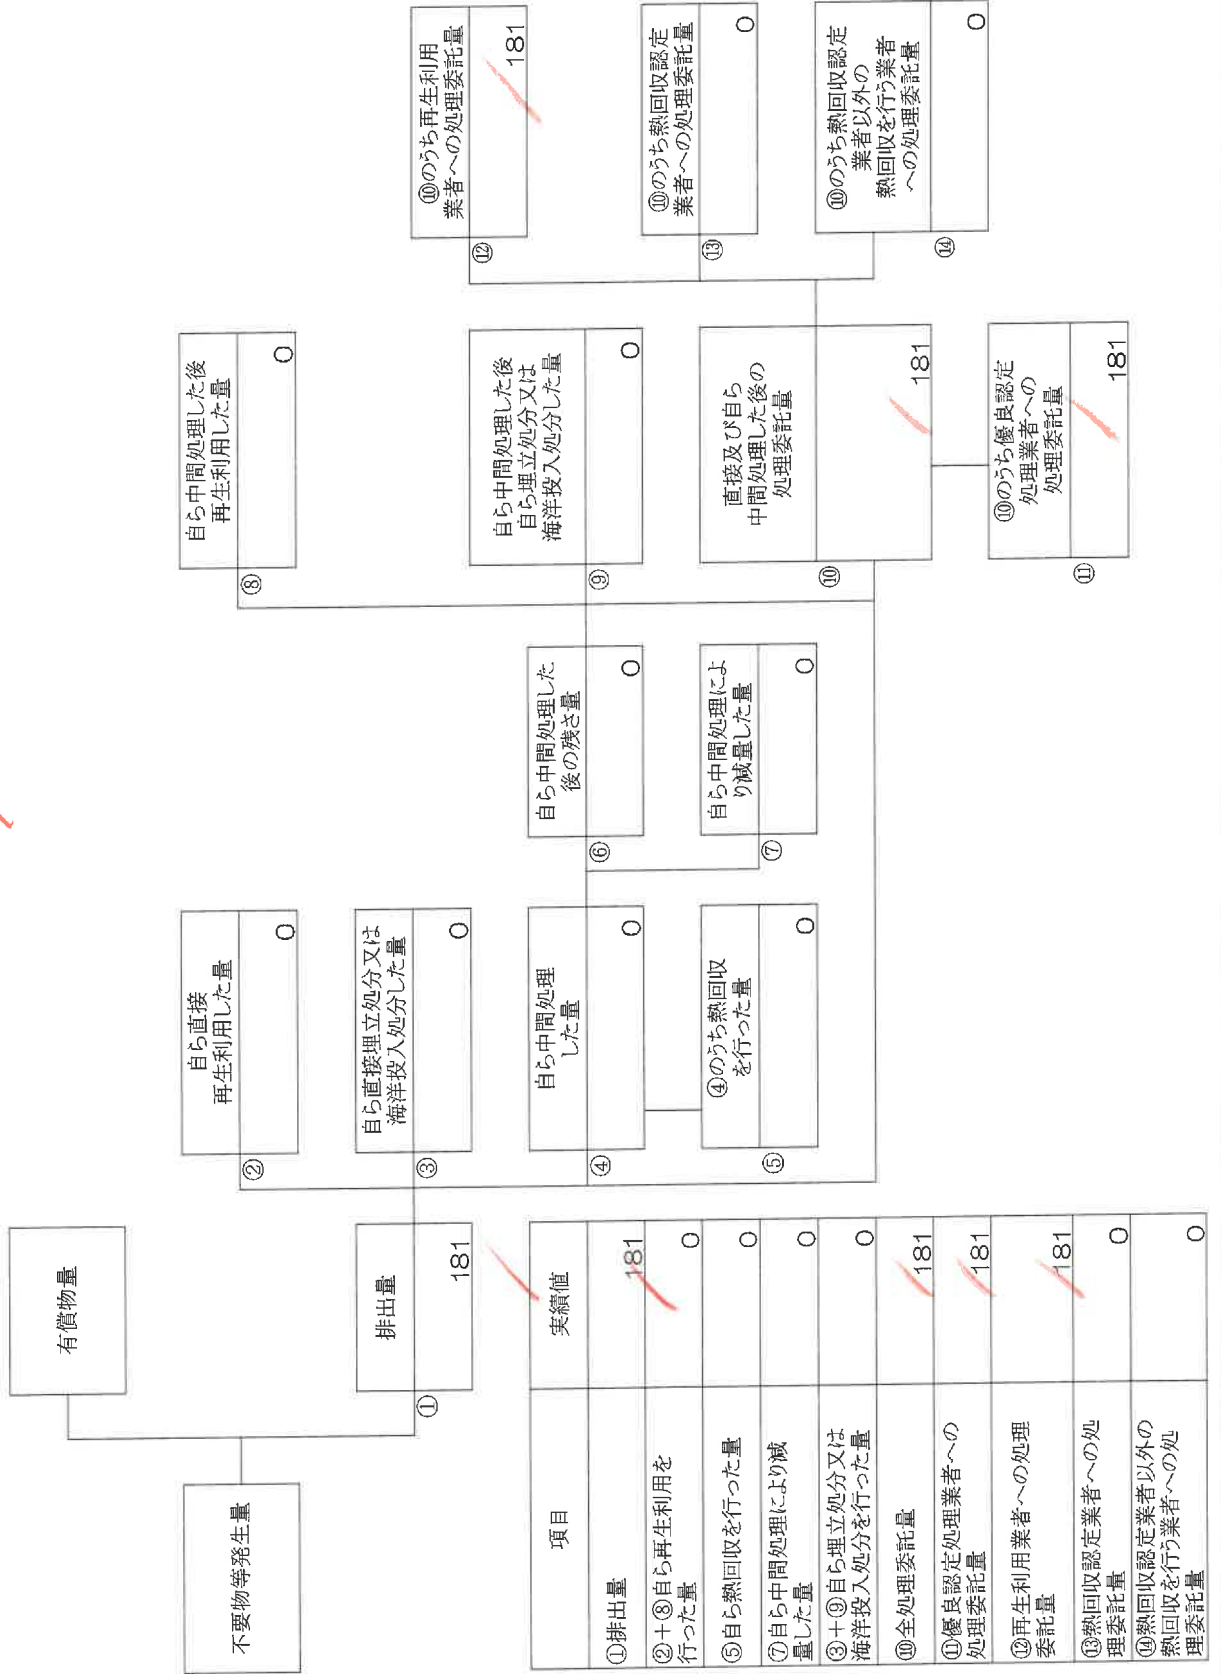 不要物等発生量
有償物量
①
排出量
181
②
自ら直接
再生利用した量
0
③
自ら直接埋立処分又は
海洋投入処分した量
0
④
自ら中間処理
した量
0
⑤
④のうち熱回収
を行った量
0
⑥
自ら中間処理した
後の残さ量
0
⑦
自ら中間処理によ
り減量した量
0
⑧
自ら中間処理した後
再生利用した量
0
⑨
自ら中間処理した後
自ら埋立処分又は
海洋投入処分した量
0
⑩
直接及び自ら
中間処理した後の
処理委託量
181
⑪
⑩のうち優良認定
処理業者への
処理委託量
181
⑫
⑩のうち再生利用
業者への処理委託量
181
⑬
⑩のうち熱回収認定
業者への処理委託量
0
⑭
⑩のうち熱回収認定
業者以外の
熱回収を行う業者
への処理委託量
0
項目
実績値
①排出量
181
②+⑧自ら再生利用を
行った量
0
⑤自ら熱回収を行った量
0
⑦自ら中間処理により減
量した量
0
③+⑨自ら埋立処分又は
海洋投入処分を行った量
0
⑩全処理委託量
181
⑪優良認定処理業者への
処理委託量
181
⑫再生利用業者への処理
委託量
181
⑬熱回収認定業者への処
理委託量
0
⑭熱回収認定業者以外の
熱回収を行う業者への処
理委託量
0